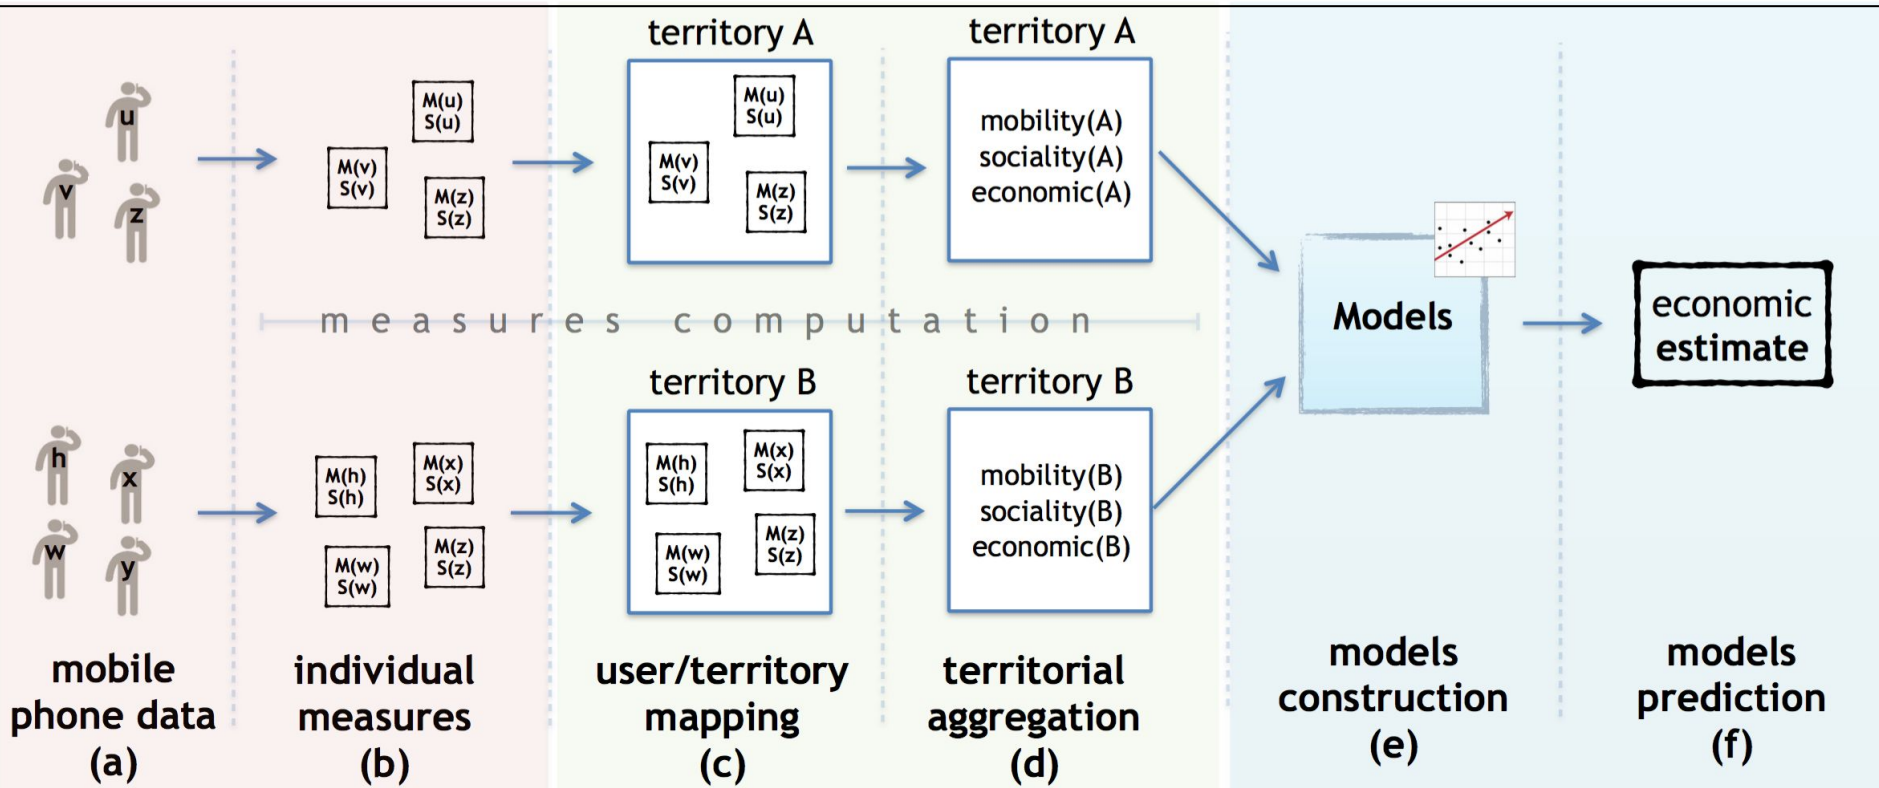 territory A
territory A
u
v
z
M(u)
S(u)
M(v)
S(v)
M(z)
S(z)
M(u)
S(u)
M(v)
S(v)
M(z)
S(z)
mobility(A)
sociality(A)
economic(A)
Models
economic
estimate
measures computation
territory B
territory B
h
x
w
y
M(h)
S(h)
M(x)
S(x)
M(w)
S(w)
M(z)
S(z)
M(h)
S(h)
M(x)
S(x)
M(w)
S(w)
M(z)
S(z)
mobility(B)
sociality(B)
economic(B)
mobile
phone data
(a)
individual
measures
(b)
user/territory
mapping
(c)
territorial
aggregation
(d)
models
construction
(e)
models
prediction
(f)